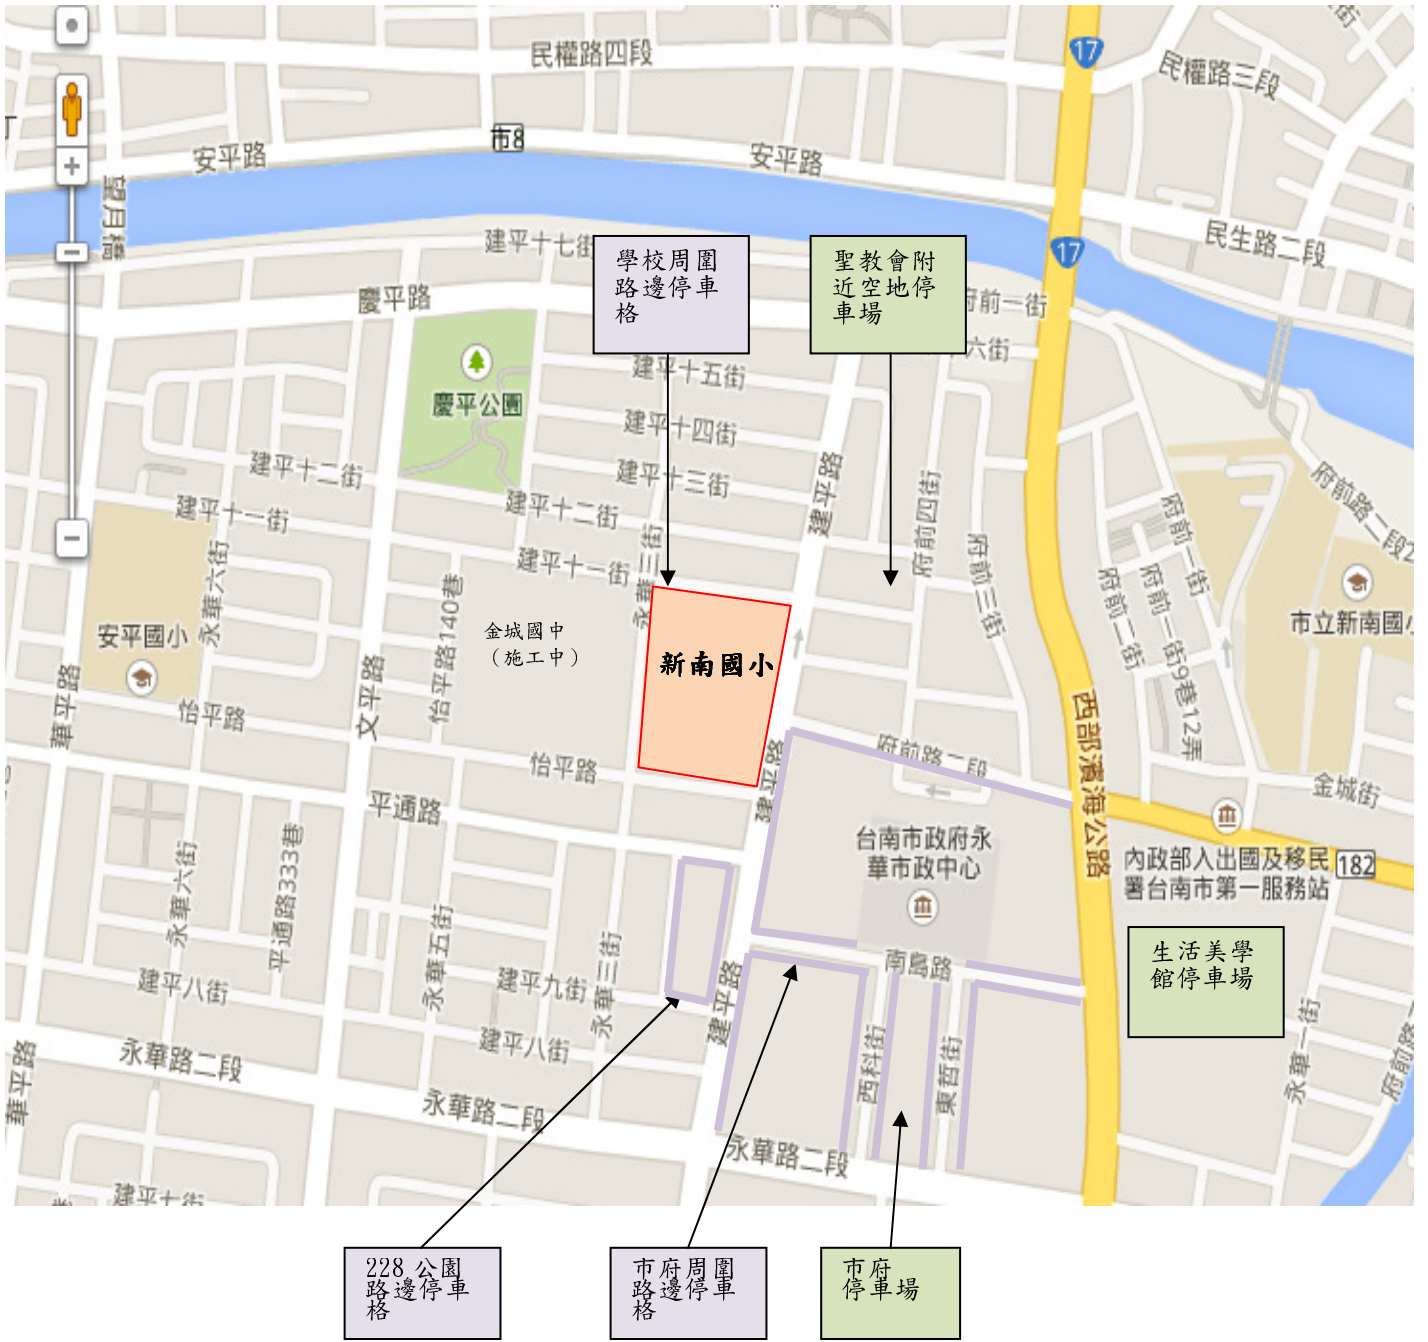 民權路四段
17
民權路三段
市8
安平路
安平路
望月橋
民生路二段
17
建平十七街
學校周圍
路邊停車
格
聖教會附
近空地停
車場
慶平路
府前一街
六街
建平十五街
慶平公園
建平十四街
建平十二街
建平十三街
建平路
府前路二段2
建平十一街
建平十二街
府前四街
府前一街
永華三街
府前三街
建平十一街
永華六街
怡平路140巷
府前二街
府前一街9巷12弄
金城國中
（施工中）
安平國小
新南國小
市立新南國小
華平路
文平路
怡平路
西部濱海公路
怡平路
建平路
府前路二段
金城街
平通路
台南市政府永
華市政中心
內政部入出國及移民
署台南市第一服務站
182
永華六街
平通路333巷
永華五街
生活美學
館停車場
南島路
建平八街
建平九街
永華三街
建平路
建平八街
西科街
東哲街
永華一街
府前路二
華平路
永華路二段
永華路二段
永華路二段
建平七街
228 公園
路邊停車
格
市府周圍
路邊停車
格
市府
停車場